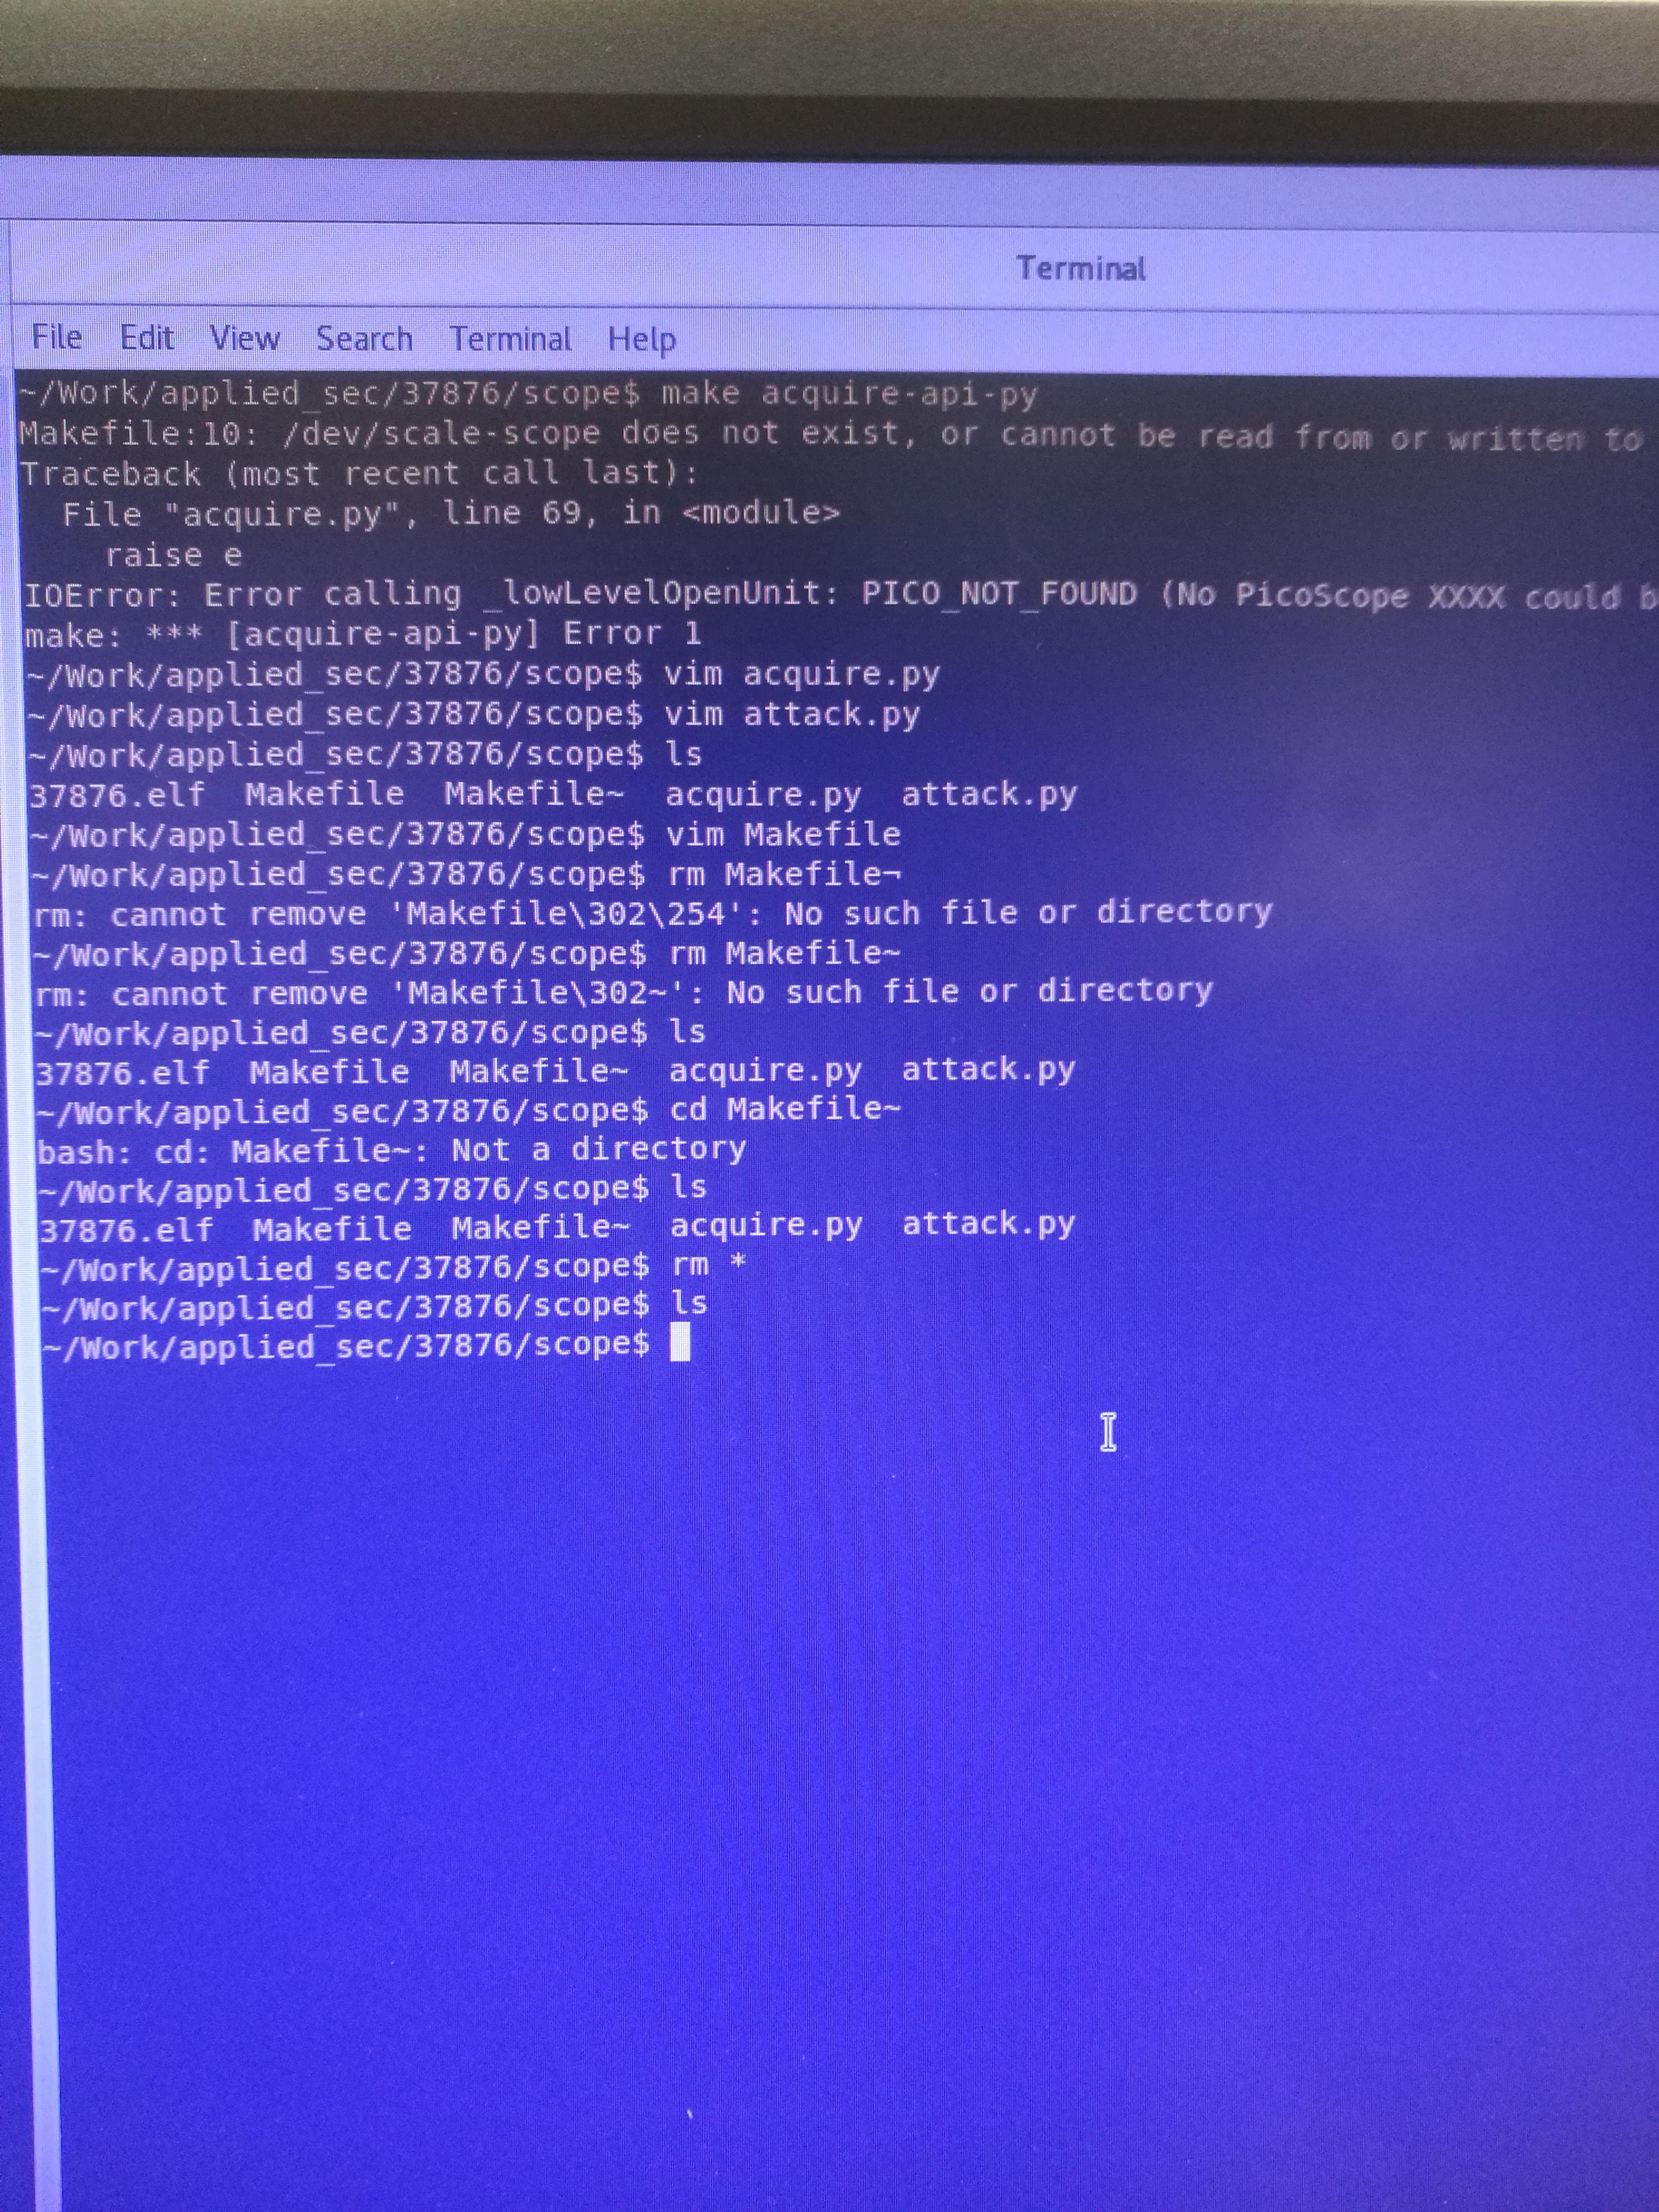 Terminal
File Edit View Search Terminal Help
~/Work/applied_sec/37876/scope$ make acquire-api-py
Makefile:10: /dev/scale-scope does not exist, or cannot be read from or written to
Traceback (most recent call last):
  File "acquire.py", line 69, in <module>
    raise e
IOError: Error calling _lowLevelOpenUnit: PICO_NOT_FOUND (No PicoScope XXXX could b
make: *** [acquire-api-py] Error 1
~/Work/applied_sec/37876/scope$ vim acquire.py
~/Work/applied_sec/37876/scope$ vim attack.py
~/Work/applied_sec/37876/scope$ ls
37876.elf  Makefile  Makefile~  acquire.py  attack.py
~/Work/applied_sec/37876/scope$ vim Makefile
~/Work/applied_sec/37876/scope$ rm Makefile¬
rm: cannot remove 'Makefile\302\254': No such file or directory
~/Work/applied_sec/37876/scope$ rm Makefile~
rm: cannot remove 'Makefile\302~': No such file or directory
~/Work/applied_sec/37876/scope$ ls
37876.elf  Makefile  Makefile~  acquire.py  attack.py
~/Work/applied_sec/37876/scope$ cd Makefile~
bash: cd: Makefile~: Not a directory
~/Work/applied_sec/37876/scope$ ls
37876.elf  Makefile  Makefile~  acquire.py  attack.py
~/Work/applied_sec/37876/scope$ rm *
~/Work/applied_sec/37876/scope$ ls
~/Work/applied_sec/37876/scope$